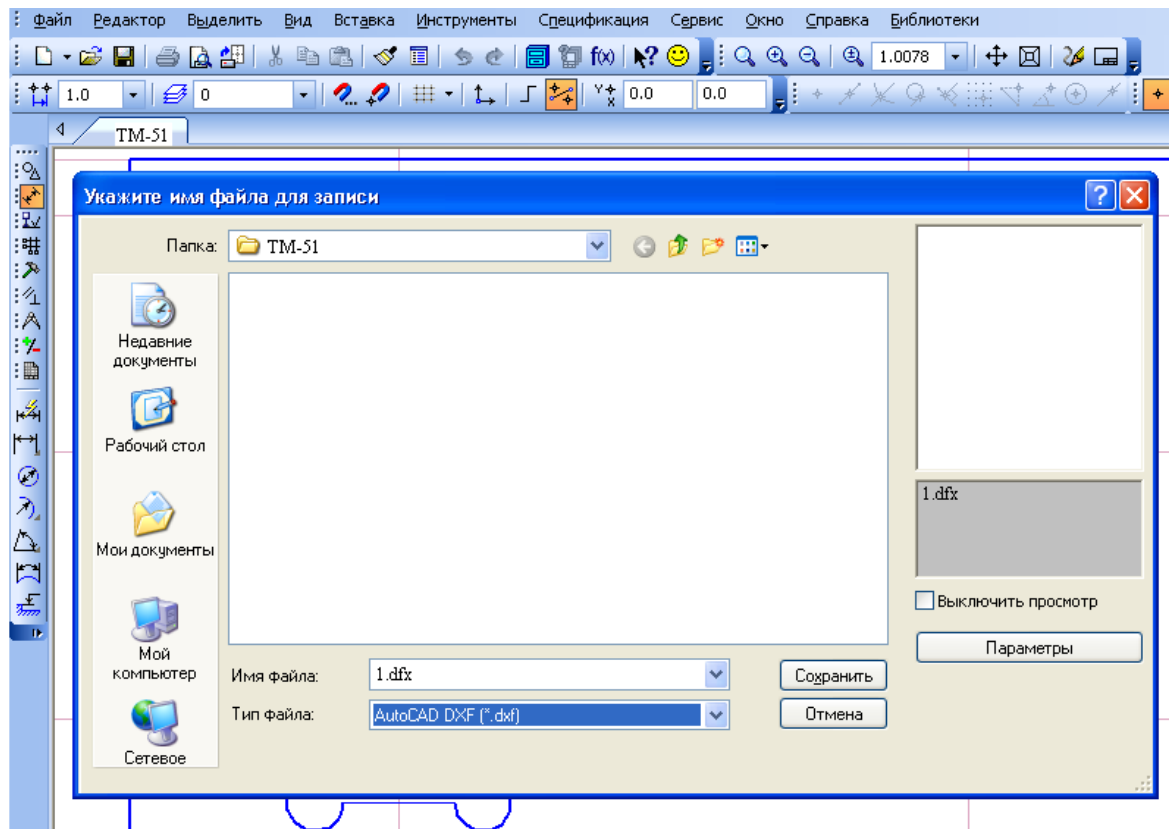 Файл Редактор Выделить Вид Вставка Инструменты Спецификация Сервис Окно Справка Библиотеки
f(x) ? 1.0078
1.0 0 Y X 0.0 0.0
TM-51
Укажите имя файла для записи
Папка: TM-51
Недавние
документы
Рабочий стол
Мои документы
Мой
компьютер
Сетевое
1.dfx
Выключить просмотр
Параметры
Имя файла: 1.dfx Сохранить
Тип файла: AutoCAD DXF (*.dxf) Отмена